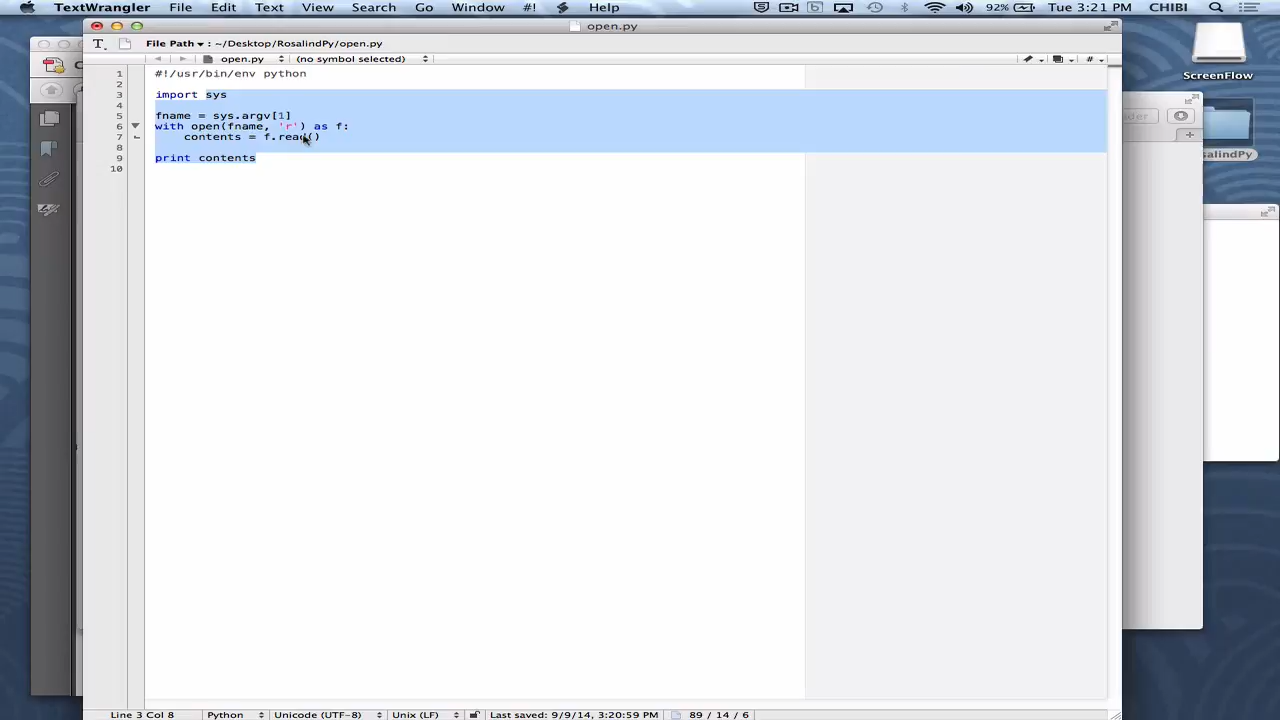 TextWrangler File Edit Text View Search Go Window #! Help 92% Tue 3:21 PM CHIBI
open.py
File Path : ~/Desktop/RosalindPy/open.py
open.py (no symbol selected) #
1 #!/usr/bin/env python
2
3 import sys
4
5 fname = sys.argv[1]
6 with open(fname, 'r') as f:
7 contents = f.read()
8
9 print contents
10
ScreenFlow
Line 3 Col 8 Python Unicode (UTF-8) Unix (LF) Last saved: 9/9/14, 3:20:59 PM 89 / 14 / 6